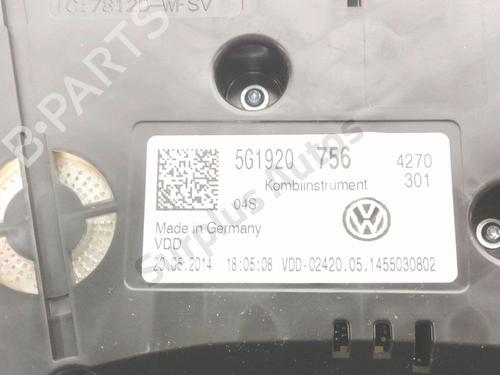 IC:7812D-WFSV
5G1920 756 4270
Kombiinstrument 301
04S
Made in Germany
VDD
20.05.2014 18:05:08 VDD-02420.05.1455030802
B-PARTS
Surplus Autos